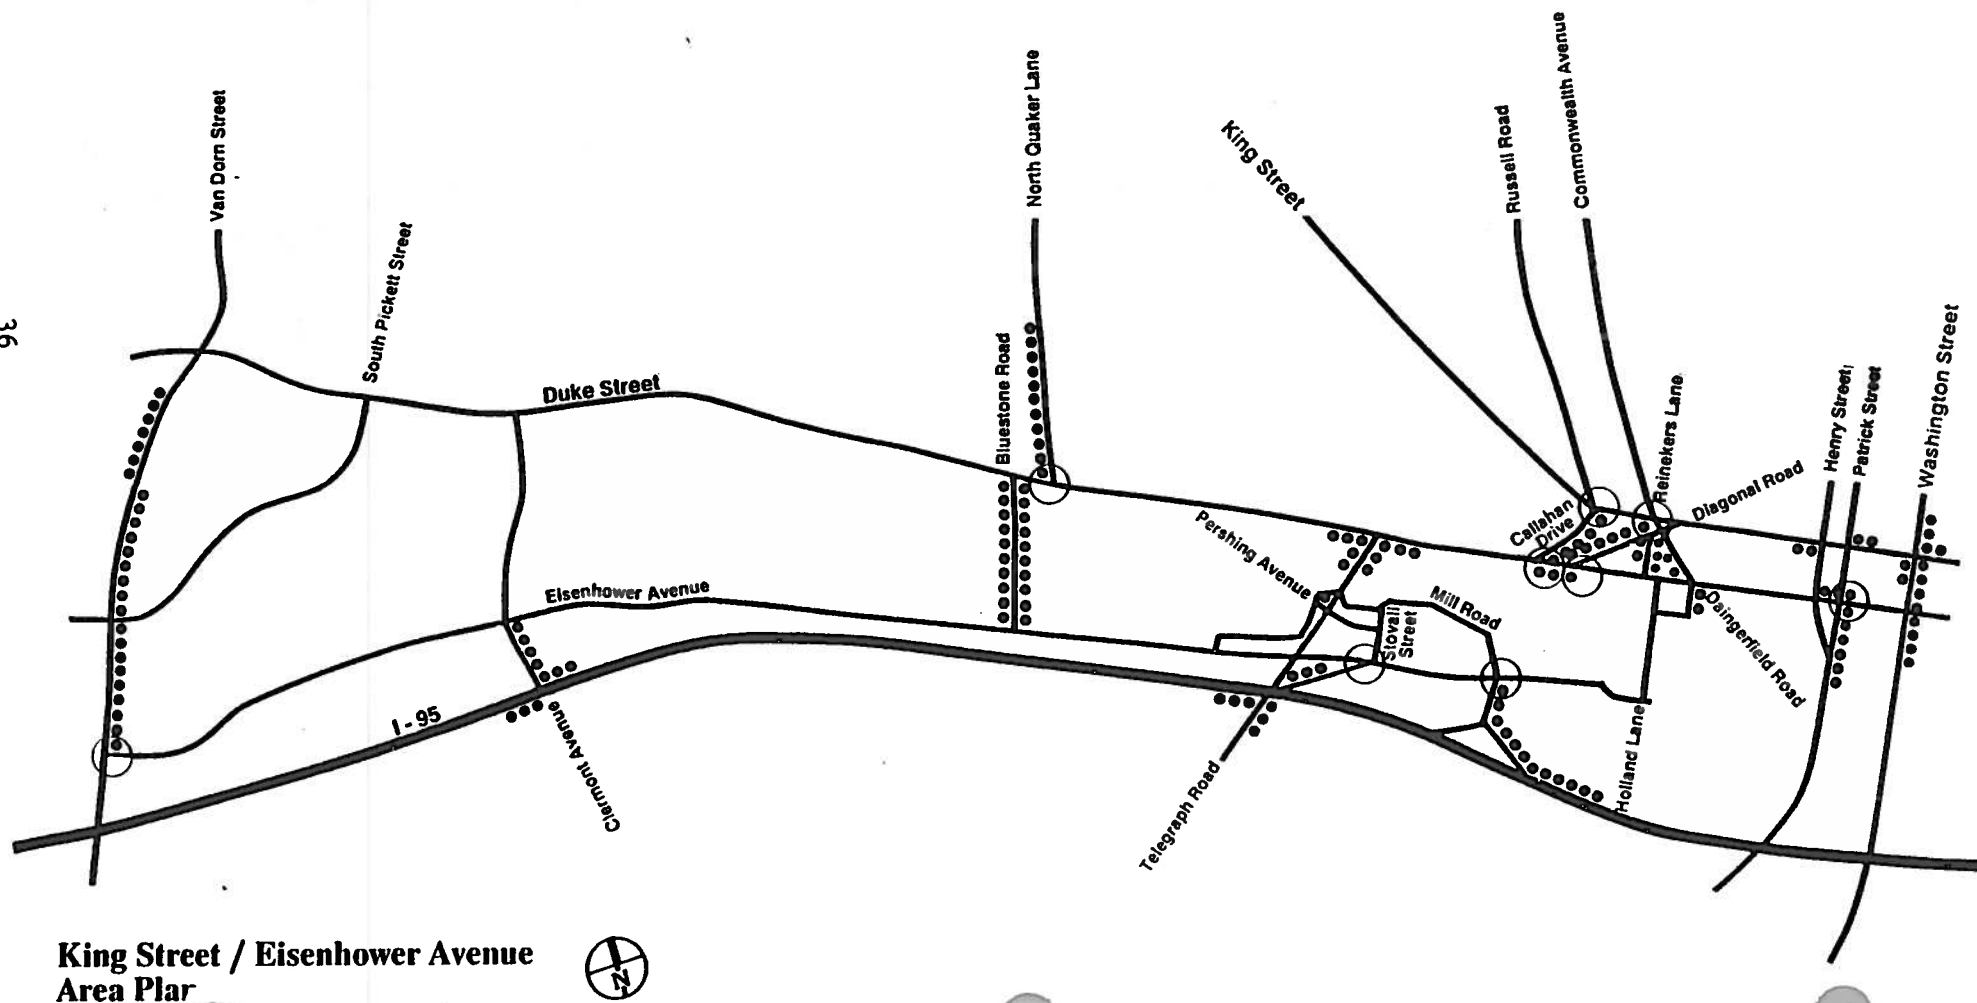 Commonwealth Avenue
North Quaker Lane
Van Dorn Street
Russell Road
King Street
South Pickett Street
Washington Street
36
Bluestone Road
Henry Street
Patrick Street
Reinekers Lane
Duke Street
Diagonal Road
Callahan
Drive
Pershing Avenue
Eisenhower Avenue
Mill Road
Stovall
Street
Daingerfield Road
I-95
Clermont Avenue
Holland Lane
Telegraph Road
King Street / Eisenhower Avenue
Area Plar
N